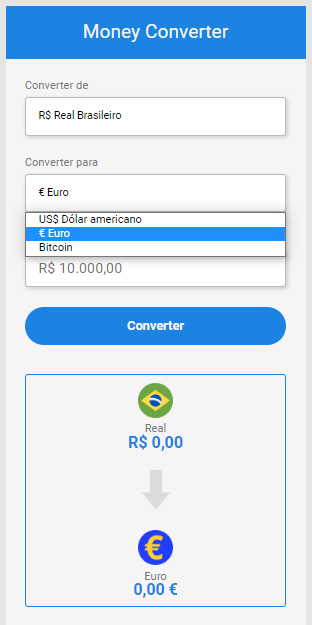 Money Converter
Converter de
R$ Real Brasileiro
Converter para
€ Euro
US$ Dólar americano
€ Euro
Bitcoin
R$ 10.000,00
Converter
Real
R$ 0,00
€
Euro
0,00 €